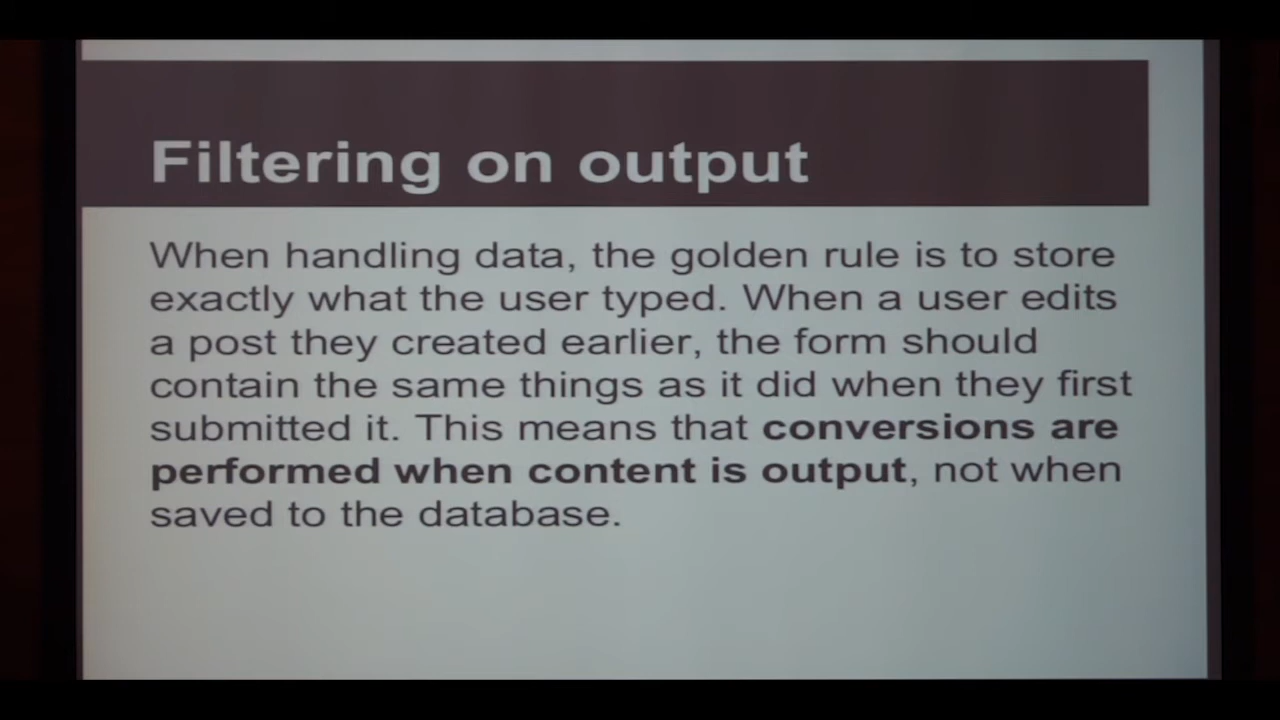 Filtering on output
When handling data, the golden rule is to store
exactly what the user typed. When a user edits
a post they created earlier, the form should
contain the same things as it did when they first
submitted it. This means that conversions are
performed when content is output, not when
saved to the database.